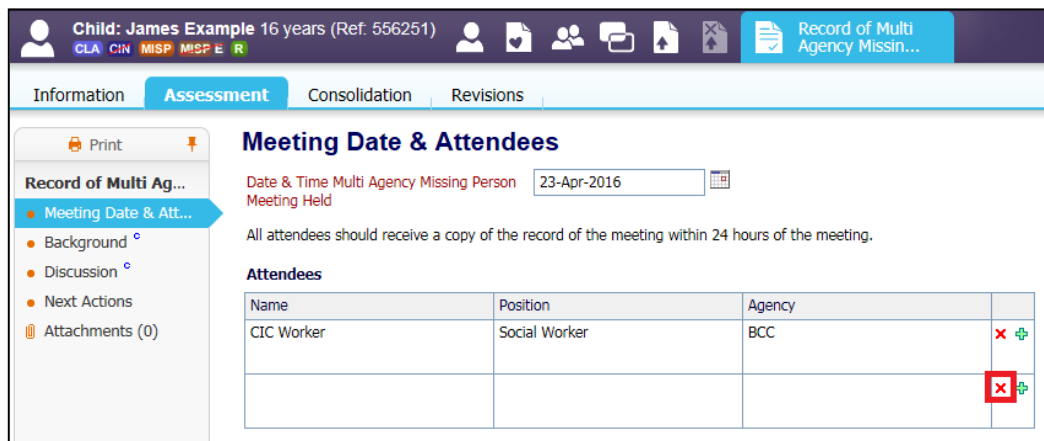 Child: James Example 16 years (Ref: 556251)
CLA CIN MISP MISP E R
Record of Multi
Agency Missin...
Information Assessment Consolidation Revisions
Print
Record of Multi Ag...
Meeting Date & Att...
Background c
Discussion c
Next Actions
Attachments (0)
Meeting Date & Attendees
Date & Time Multi Agency Missing Person
Meeting Held
23-Apr-2016
All attendees should receive a copy of the record of the meeting within 24 hours of the meeting.
Attendees
Name Position Agency
CIC Worker Social Worker BCC